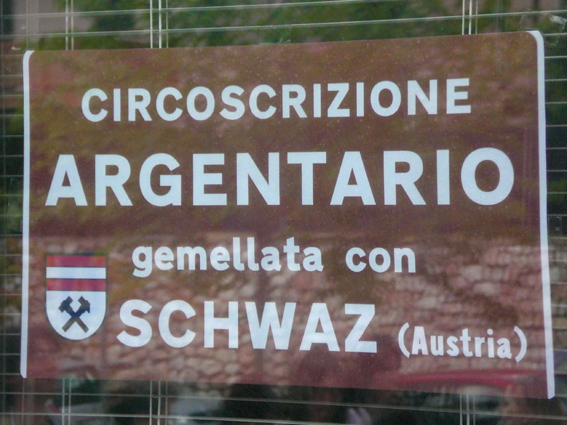 CIRCOSCRIZIONE
ARGENTARIO
gemellata con
SCHWAZ (Austria)